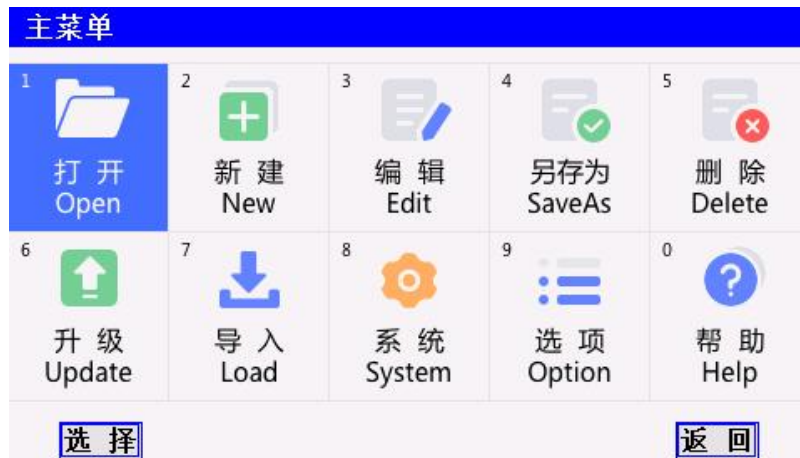 主菜单
1 2 3 4 5
打 开 新 建 编 辑 另存为 删 除
Open New Edit SaveAs Delete
6 7 8 9 0
升 级 导 入 系 统 选 项 帮 助
Update Load System Option Help
选 择 返 回